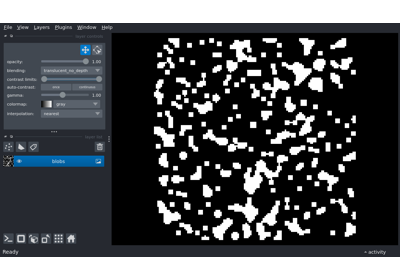 File View Layers Plugins Window Help
opacity: 1.00
blending: translucent_no_depth
contrast limits:
auto-contrast: once continuous
gamma: 1.00
colormap: gray
interpolation: nearest
blobs
Ready
activity